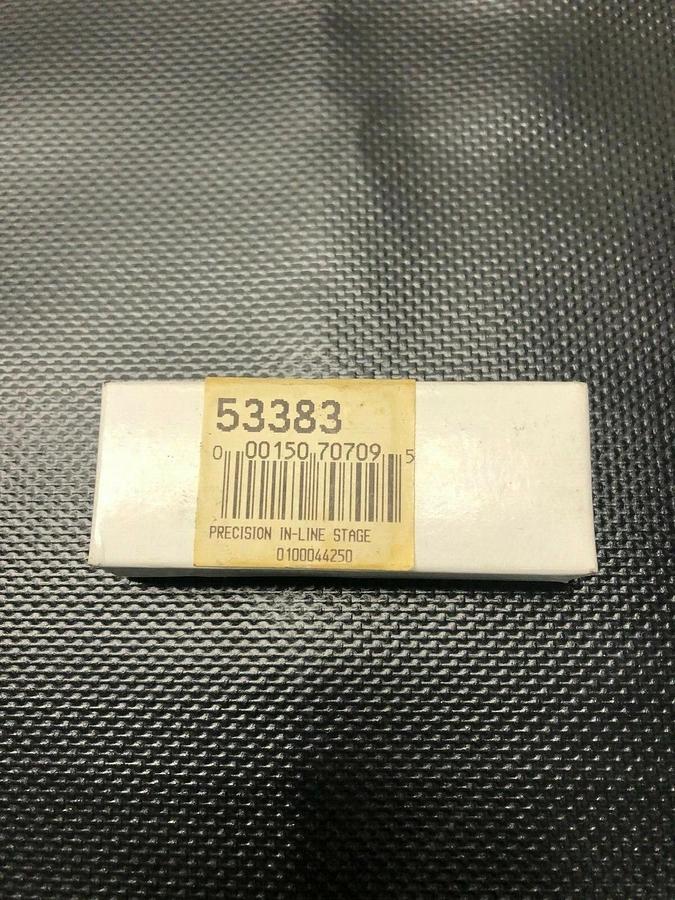 53383
0 00150 70709 5
PRECISION IN-LINE STAGE
0100044250